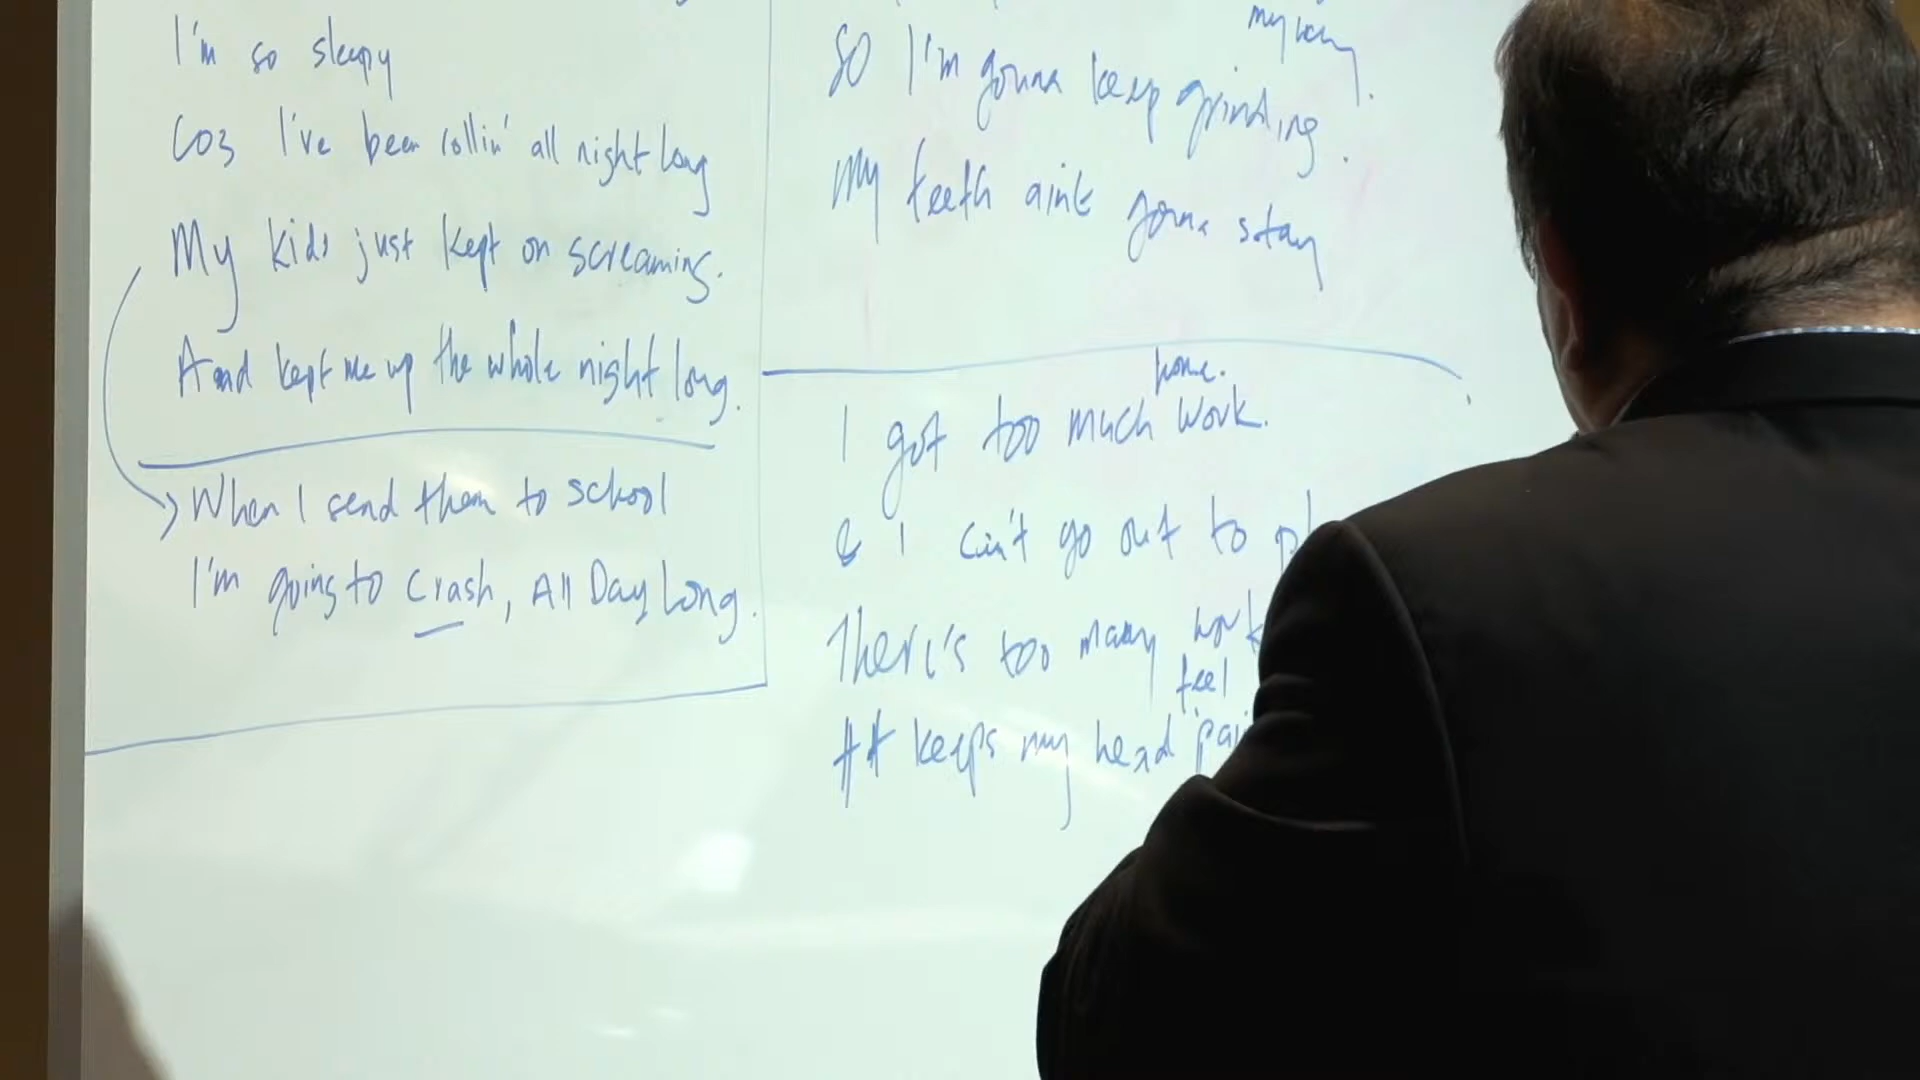 I'm so sleepy
Coz I've been rollin' all night long
My kids just kept on screaming.
And kept me up the whole night long.
When I send them to school
I'm going to Crash, All Day Long.
my
SO I'm gonna keep grinding.
My teeth aint gonna stay
home.
I got too much work.
& I can't go out to
There's too many work
feel
keeps my head